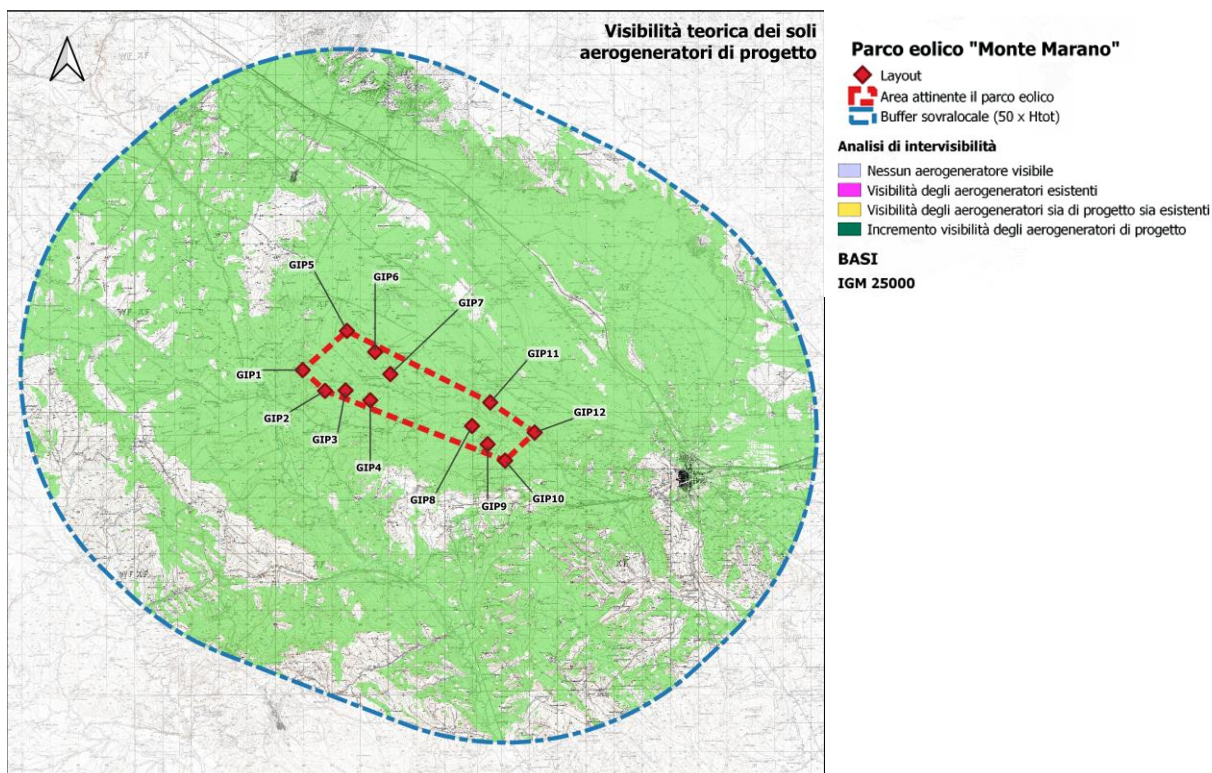 Visibilità teorica dei soli
aerogeneratori di progetto
GIP5
GIP6
GIP7
GIP1
GIP11
GIP2
GIP12
GIP3
GIP4
GIP8
GIP9
GIP10
Parco eolico "Monte Marano"
Layout
Area attinente il parco eolico
Buffer sovralocale (50 x Htot)
Analisi di intervisibilità
Nessun aerogeneratore visibile
Visibilità degli aerogeneratori esistenti
Visibilità degli aerogeneratori sia di progetto sia esistenti
Incremento visibilità degli aerogeneratori di progetto
BASI
IGM 25000